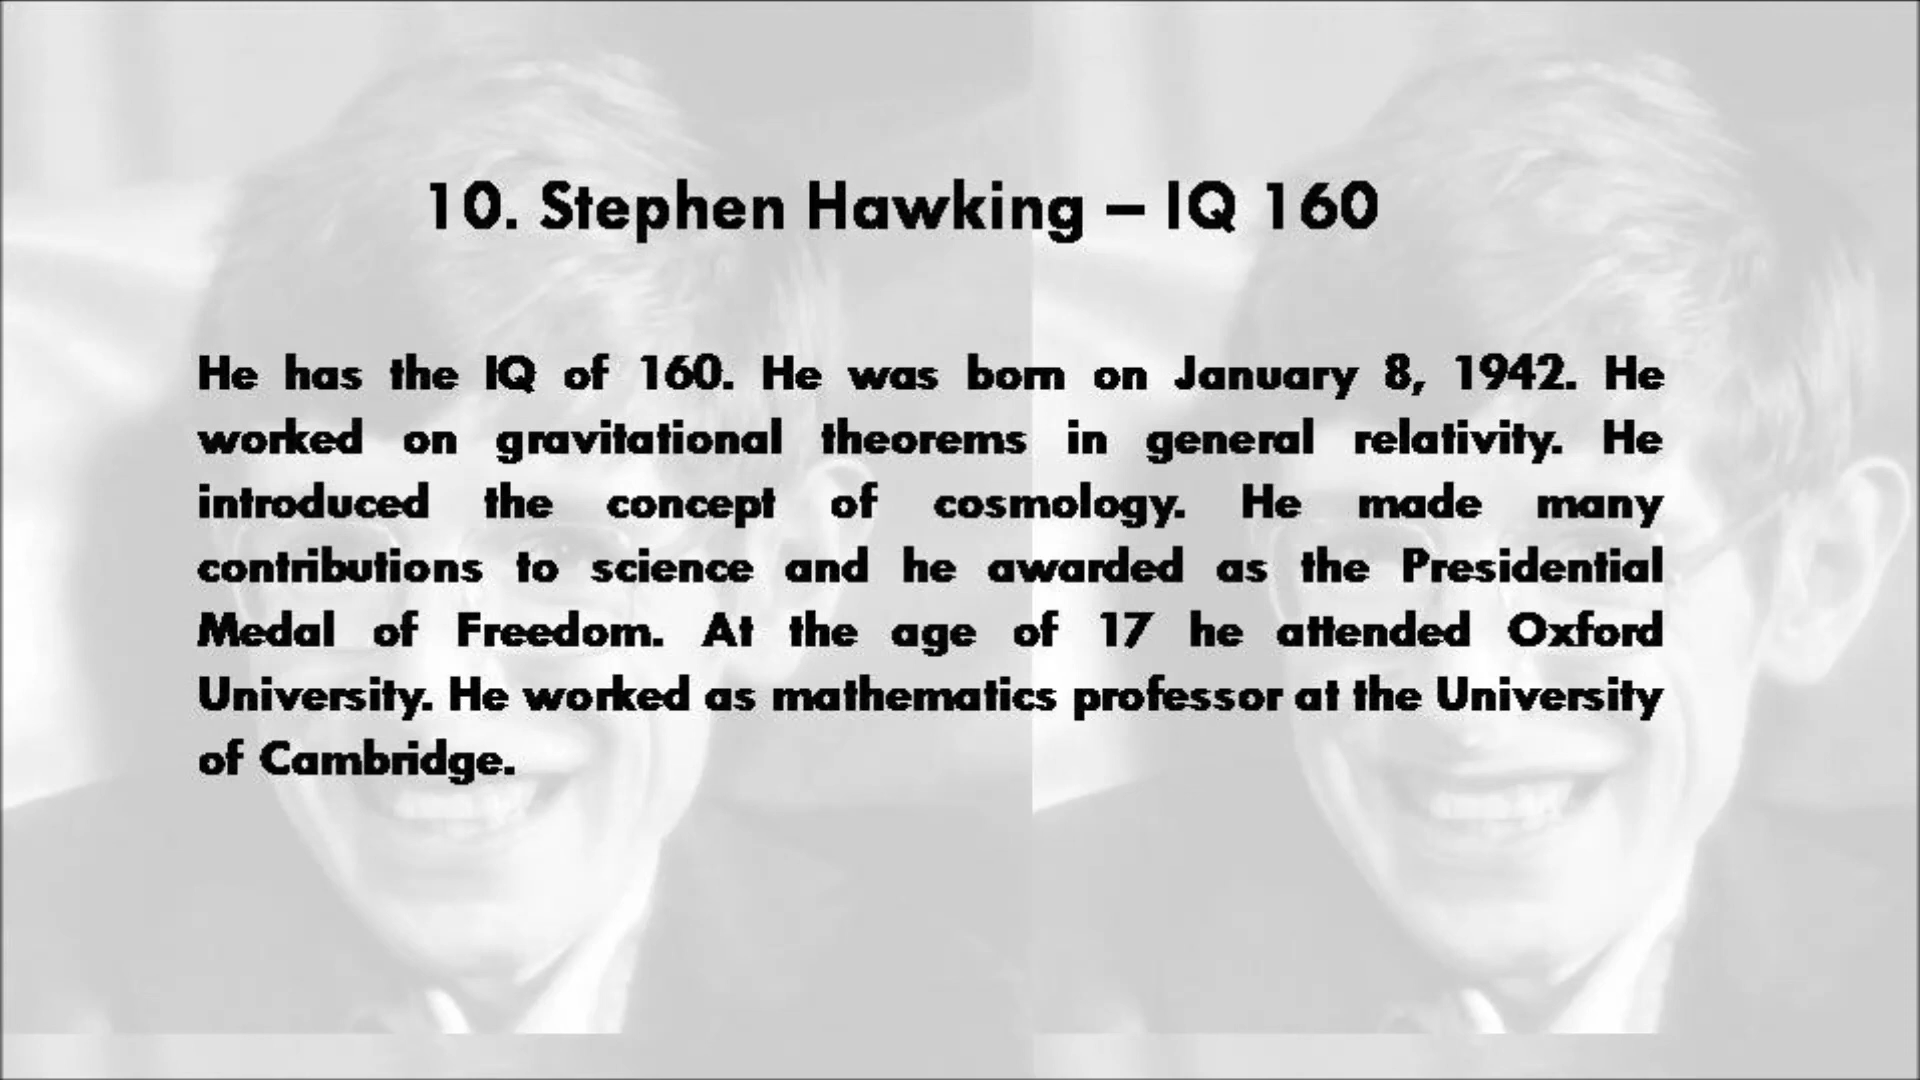 10. Stephen Hawking – IQ 160
He has the IQ of 160. He was born on January 8, 1942. He
worked on gravitational theorems in general relativity. He
introduced the concept of cosmology. He made many
contributions to science and he awarded as the Presidential
Medal of Freedom. At the age of 17 he attended Oxford
University. He worked as mathematics professor at the University
of Cambridge.